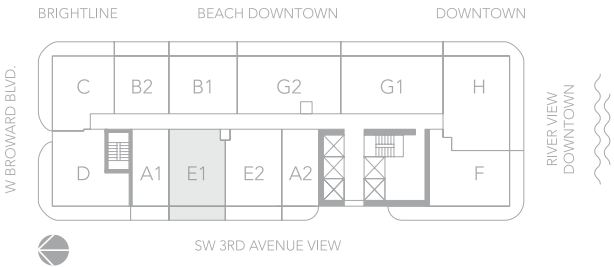 BRIGHTLINE BEACH DOWNTOWN DOWNTOWN
W BROWARD BLVD.
C B2 B1 G2 G1 H
RIVER VIEW
DOWNTOWN
D A1 E1 E2 A2 F
SW 3RD AVENUE VIEW